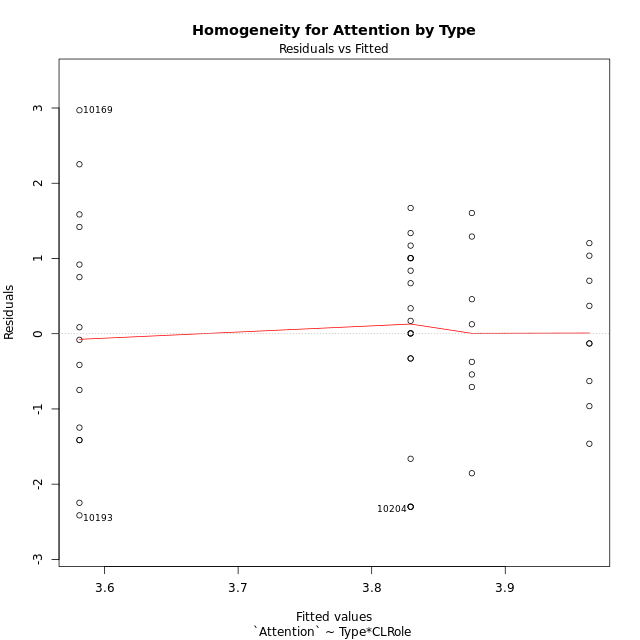 Homogeneity for Attention by Type
Residuals vs Fitted
10169
10193
10204
3
2
1
0
-1
-2
-3
Residuals
3.6
3.7
3.8
3.9
Fitted values
`Attention` ~ Type*CLRole